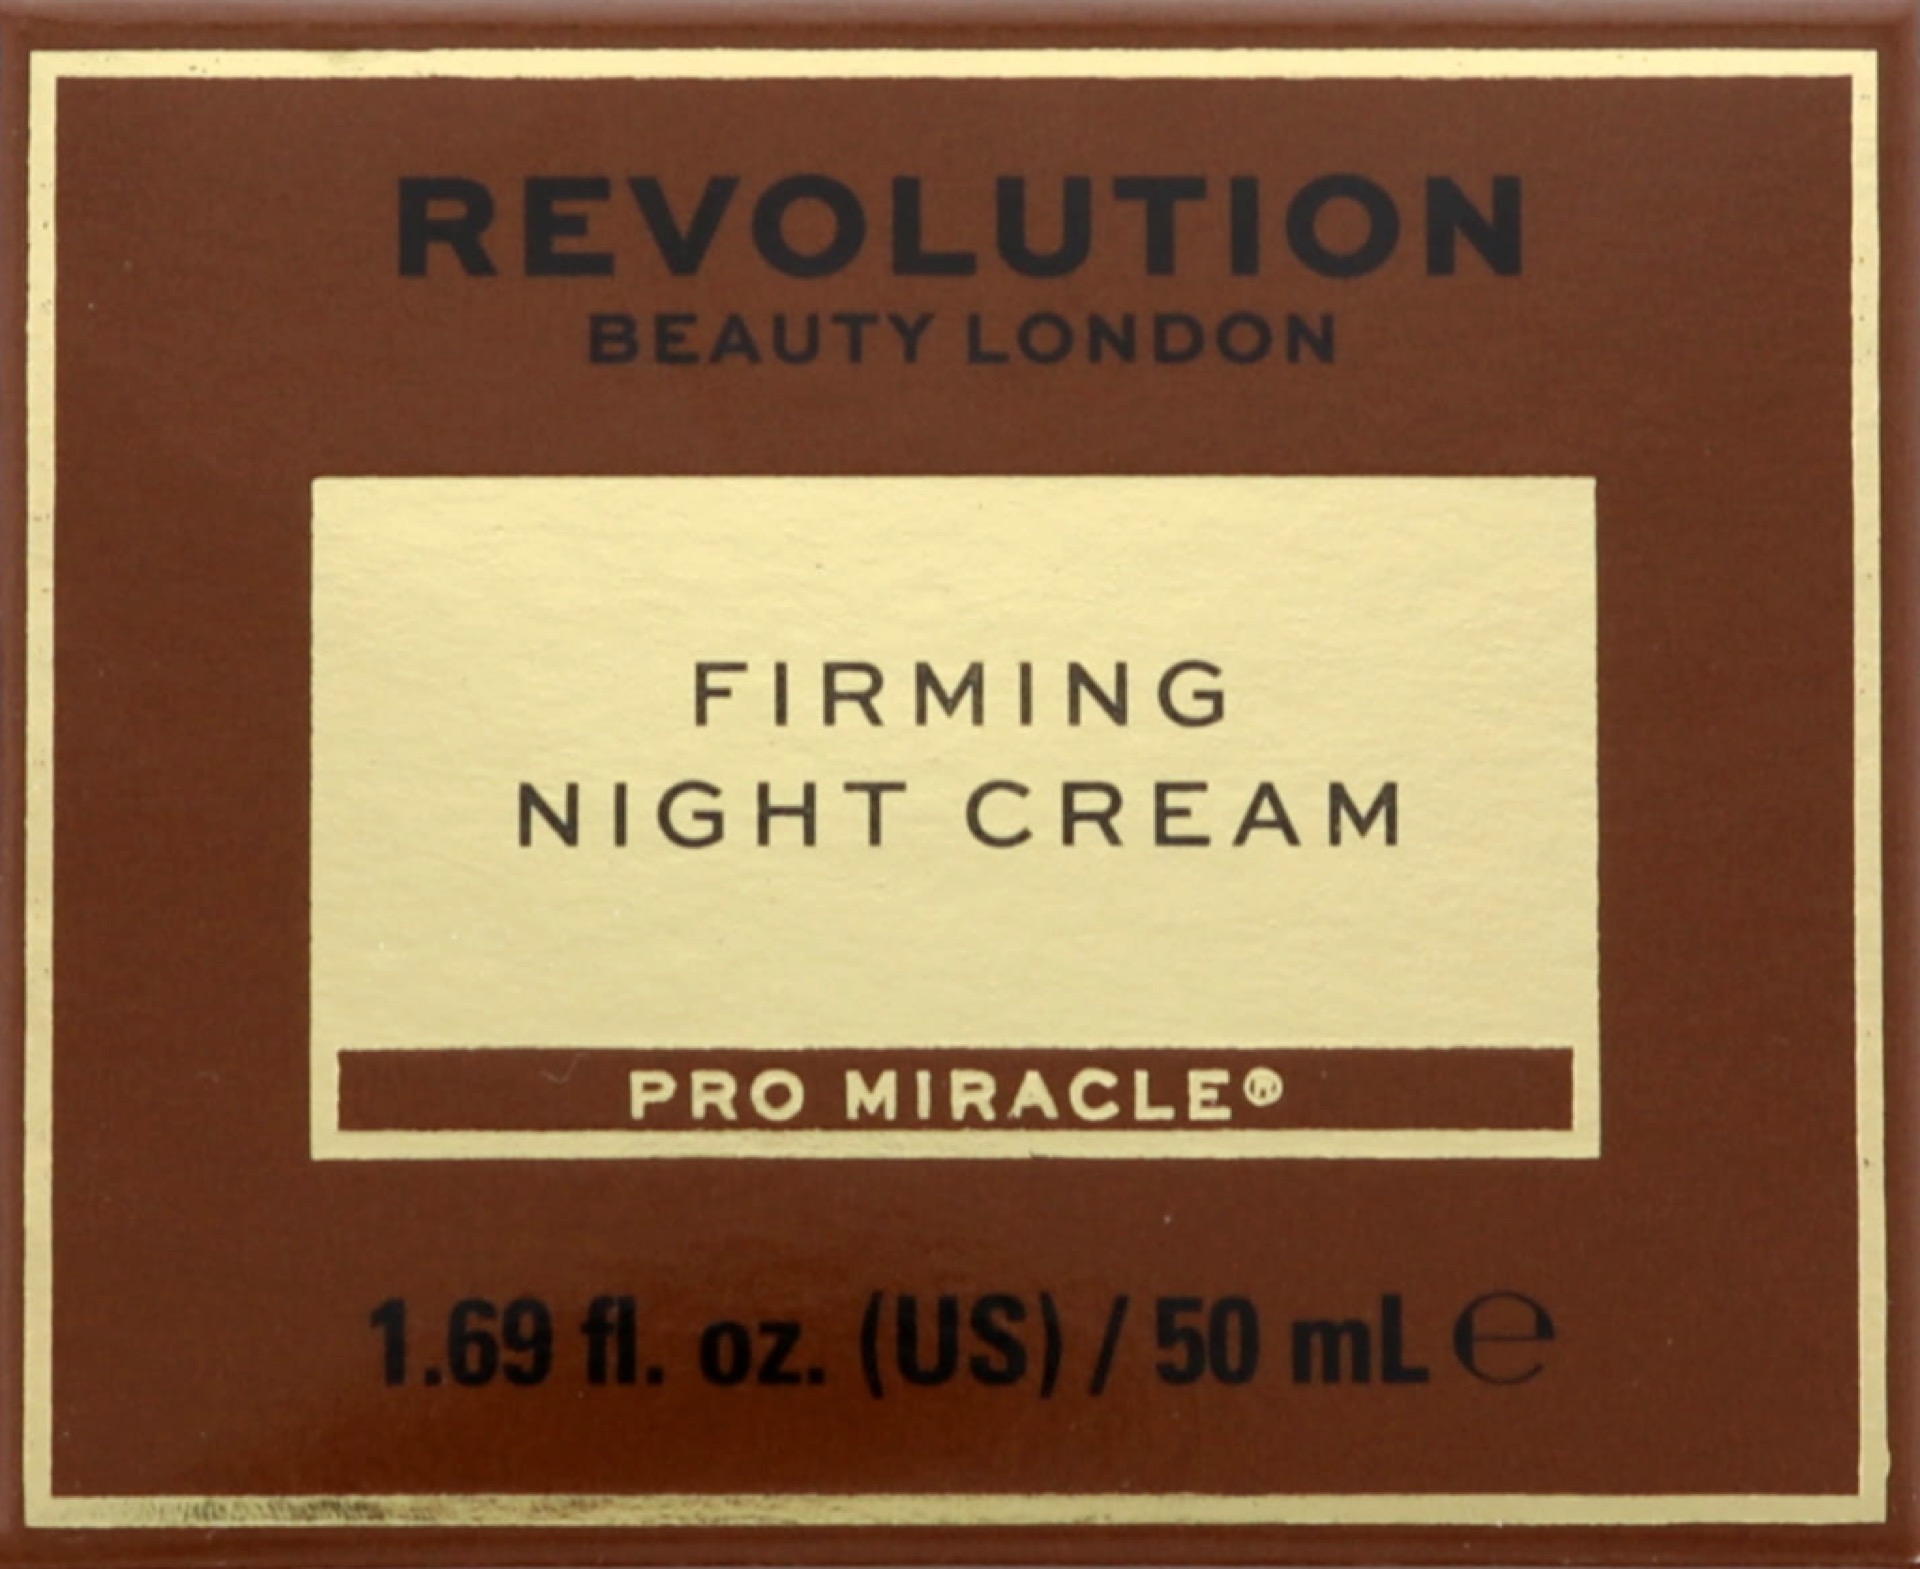 REVOLUTION
BEAUTY LONDON
FIRMING
NIGHT CREAM
PRO MIRACLE®
1.69 fl. oz. (US) / 50 mL ℮